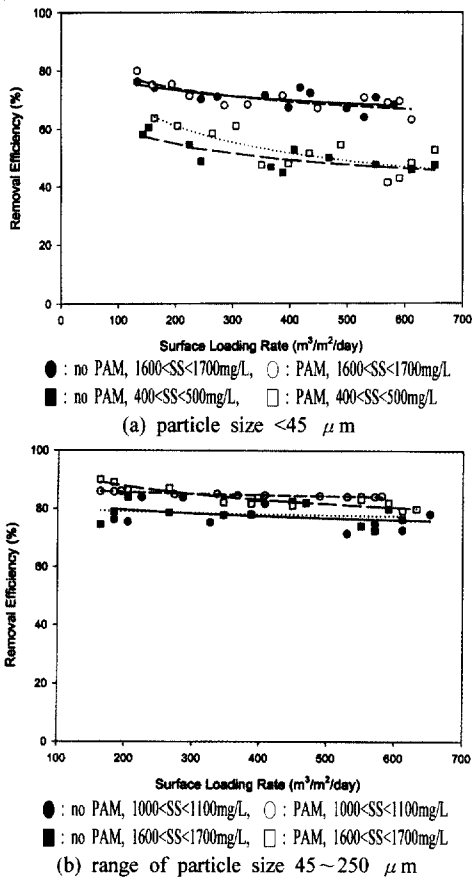 100
80
60
40
20
0
Removal Efficiency (%)
0 100 200 300 400 500 600 700
Surface Loading Rate (m³/m²/day)
● : no PAM, 1600<SS<1700mg/L, ○ : PAM, 1600<SS<1700mg/L
■ : no PAM, 400<SS<500mg/L, □ : PAM, 400<SS<500mg/L
(a) particle size <45 μm
100
80
60
40
20
0
Removal Efficiency (%)
100 200 300 400 500 600 700
Surface Loading Rate (m³/m²/day)
● : no PAM, 1000<SS<1100mg/L, ○ : PAM, 1000<SS<1100mg/L
■ : no PAM, 1600<SS<1700mg/L, □ : PAM, 1600<SS<1700mg/L
(b) range of particle size 45~250 μm